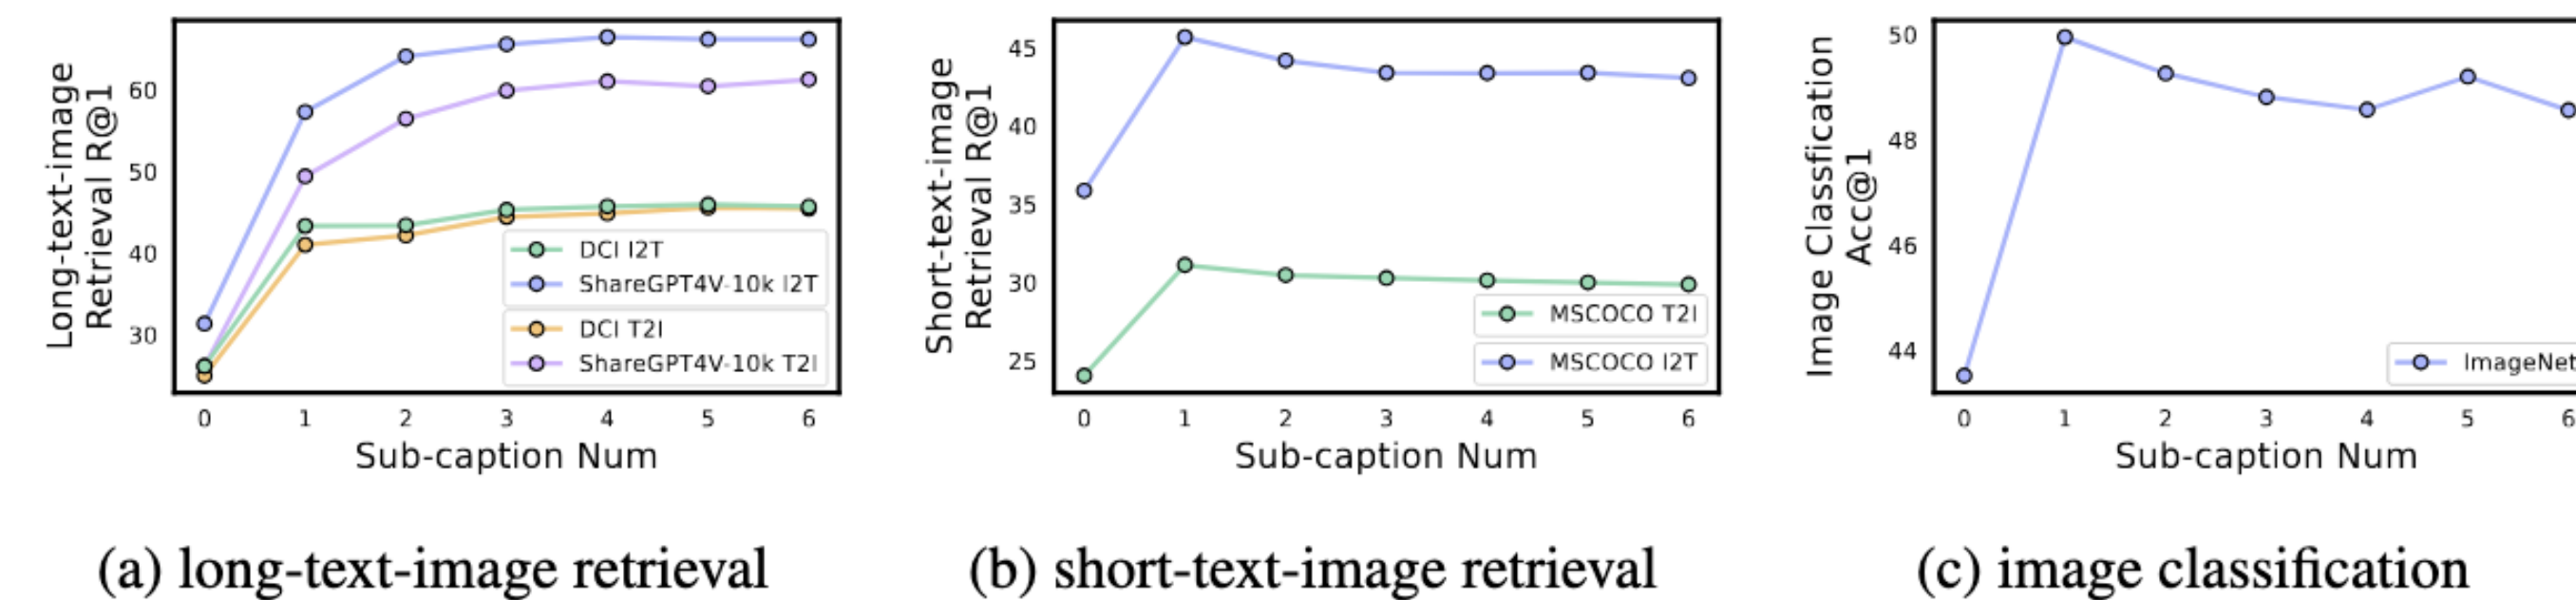 Long-text-image
Retrieval R@1
60
50
40
30
DCI I2T
ShareGPT4V-10k I2T
DCI T2I
ShareGPT4V-10k T2I
0 1 2 3 4 5 6
Sub-caption Num
(a) long-text-image retrieval
Short-text-image
Retrieval R@1
45
40
35
30
25
MSCOCO T2I
MSCOCO I2T
0 1 2 3 4 5 6
Sub-caption Num
(b) short-text-image retrieval
Image Classfication
Acc@1
50
48
46
44
ImageNet
0 1 2 3 4 5 6
Sub-caption Num
(c) image classification